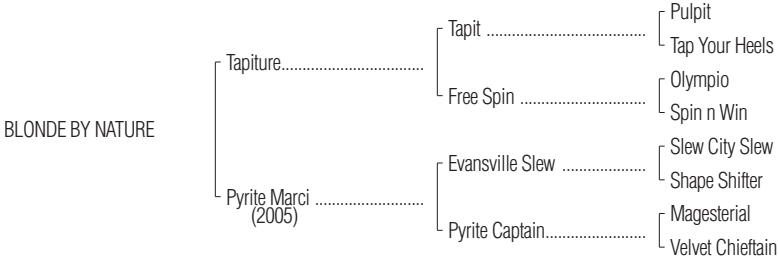 Pulpit
Tapit ..................................
Tap Your Heels
Tapiture..............................
Olympio
Free Spin ..........................
Spin n Win
BLONDE BY NATURE
Slew City Slew
Evansville Slew .................
Shape Shifter
Pyrite Marci .......................
(2005)
Magesterial
Pyrite Captain.....................
Velvet Chieftain